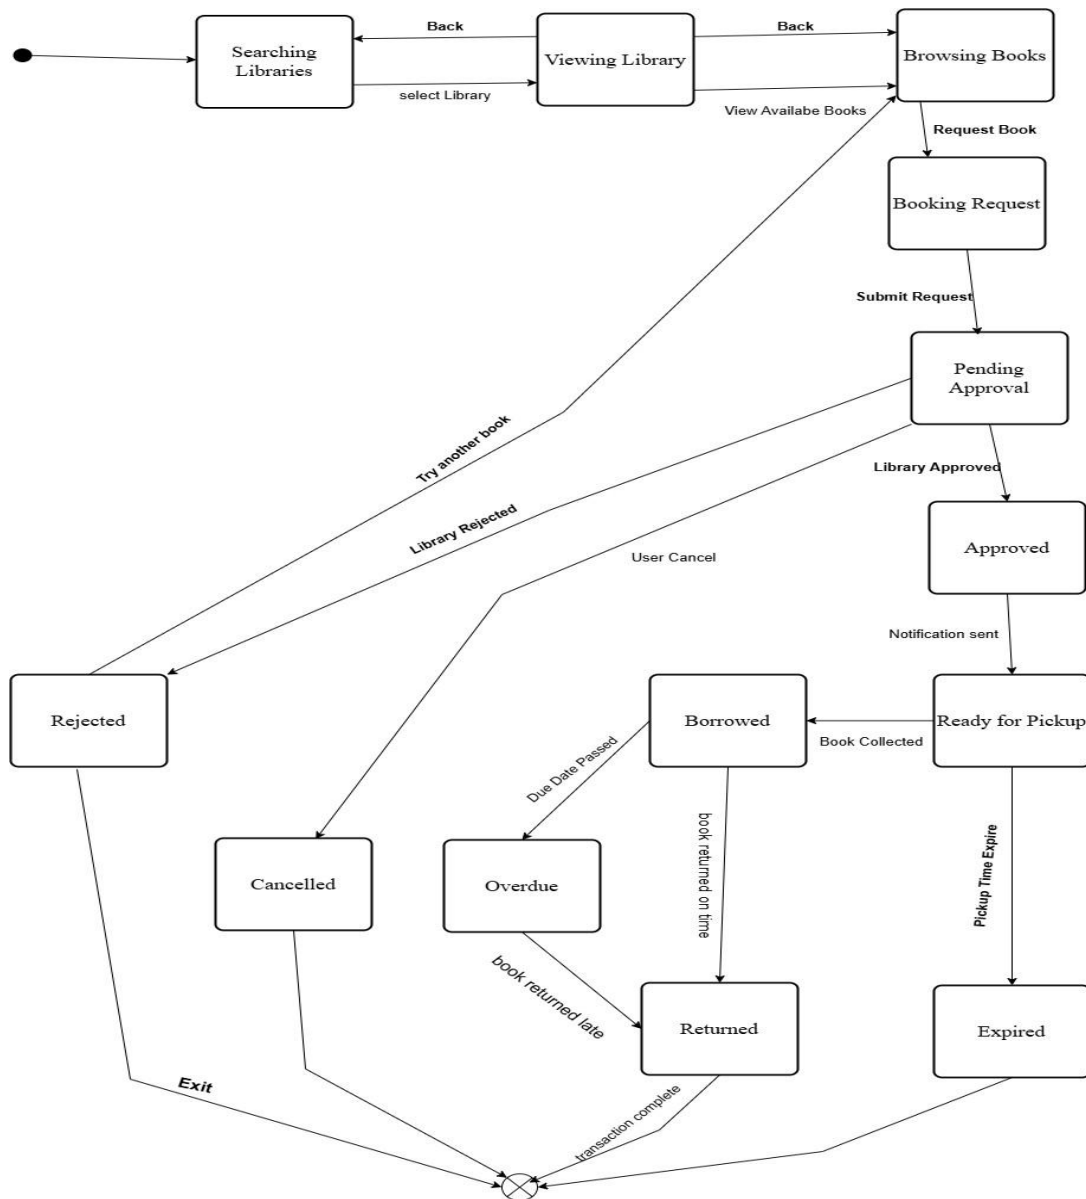 Back
Back
Searching
Libraries
Viewing Library
Browsing Books
select Library
View Availabe Books
Request Book
Booking Request
Submit Request
Pending
Approval
Try another book
Library Rejected
Library Approved
User Cancel
Approved
Notification sent
Rejected
Borrowed
Ready for Pickup
Book Collected
Due Date Passed
book returned on time
Pickup Time Expire
Cancelled
Overdue
book returned late
Returned
Expired
Exit
transaction complete